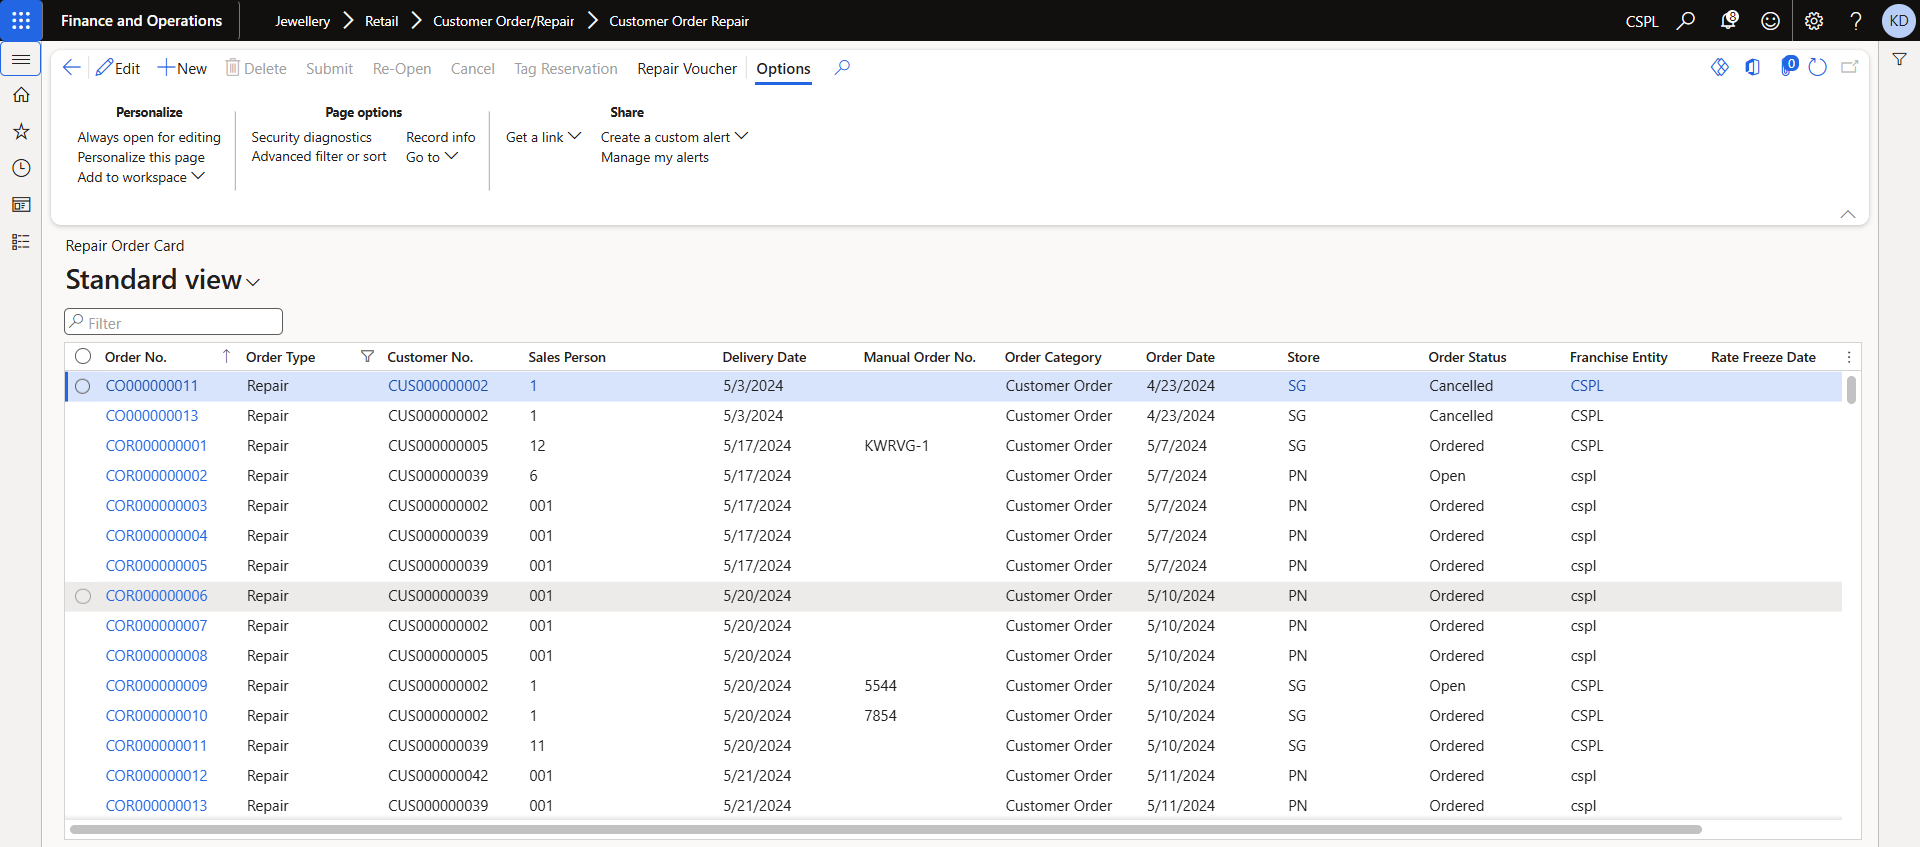 Finance and Operations Jewellery Retail Customer Order/Repair Customer Order Repair CSPL 8 ? KD
Edit New Delete Submit Re-Open Cancel Tag Reservation Repair Voucher Options 0
Personalize Page options Share
Always open for editing Security diagnostics Record info Get a link Create a custom alert
Personalize this page Advanced filter or sort Go to Manage my alerts
Add to workspace
Repair Order Card
Standard view
Filter
Order No. Order Type Customer No. Sales Person Delivery Date Manual Order No. Order Category Order Date Store Order Status Franchise Entity Rate Freeze Date
CO000000011 Repair CUS000000002 1 5/3/2024 Customer Order 4/23/2024 SG Cancelled CSPL
CO000000013 Repair CUS000000002 1 5/3/2024 Customer Order 4/23/2024 SG Cancelled CSPL
COR000000001 Repair CUS000000005 12 5/17/2024 KWRVG-1 Customer Order 5/7/2024 SG Ordered CSPL
COR000000002 Repair CUS000000039 6 5/17/2024 Customer Order 5/7/2024 PN Open cspl
COR000000003 Repair CUS000000002 001 5/17/2024 Customer Order 5/7/2024 PN Ordered cspl
COR000000004 Repair CUS000000039 001 5/17/2024 Customer Order 5/7/2024 PN Ordered cspl
COR000000005 Repair CUS000000039 001 5/17/2024 Customer Order 5/7/2024 PN Ordered cspl
COR000000006 Repair CUS000000039 001 5/20/2024 Customer Order 5/10/2024 PN Ordered cspl
COR000000007 Repair CUS000000002 001 5/20/2024 Customer Order 5/10/2024 PN Ordered cspl
COR000000008 Repair CUS000000005 001 5/20/2024 Customer Order 5/10/2024 PN Ordered cspl
COR000000009 Repair CUS000000002 1 5/20/2024 5544 Customer Order 5/10/2024 SG Open CSPL
COR000000010 Repair CUS000000002 1 5/20/2024 7854 Customer Order 5/10/2024 SG Ordered CSPL
COR000000011 Repair CUS000000039 11 5/20/2024 Customer Order 5/10/2024 SG Ordered CSPL
COR000000012 Repair CUS000000042 001 5/21/2024 Customer Order 5/11/2024 PN Ordered cspl
COR000000013 Repair CUS000000039 001 5/21/2024 Customer Order 5/11/2024 PN Ordered cspl